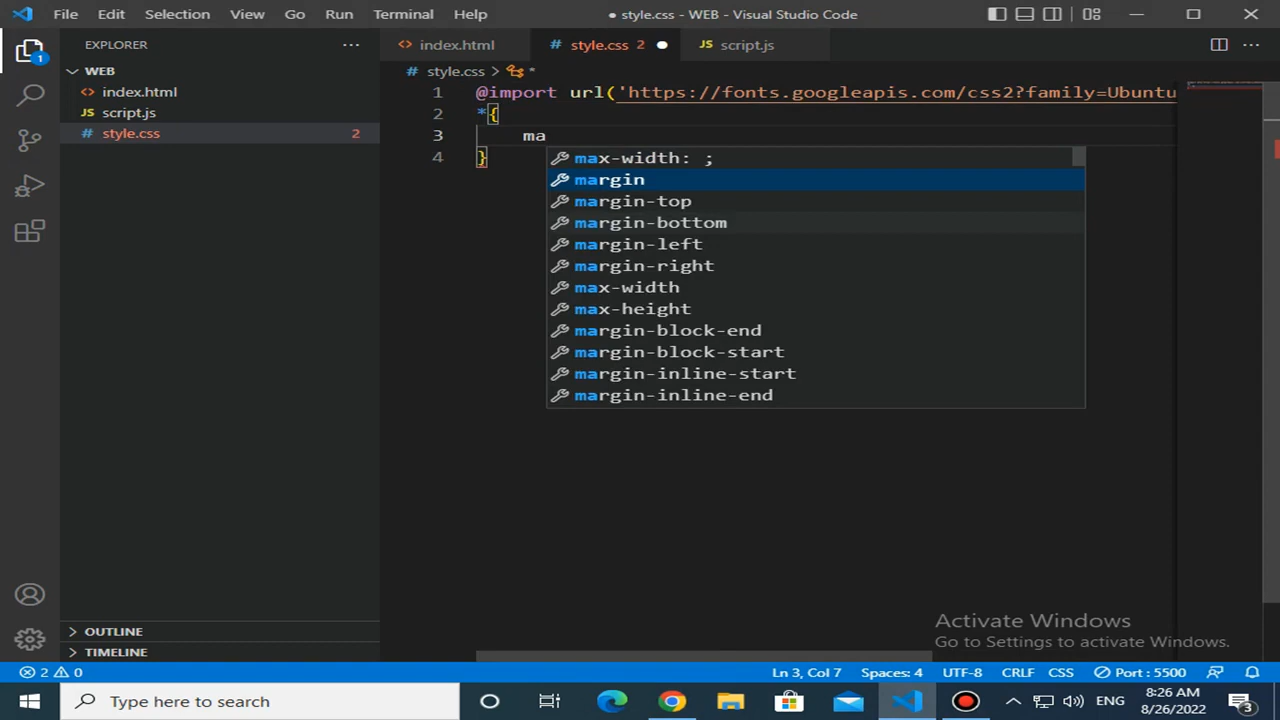 File Edit Selection View Go Run Terminal Help
● style.css - WEB - Visual Studio Code
1
EXPLORER ···
WEB
<> index.html
JS script.js
# style.css 2
<> index.html # style.css 2 ● JS script.js
# style.css > *
1 @import url('https://fonts.googleapis.com/css2?family=Ubuntu
2 *{
3 ma
4 }
max-width: ;
margin
margin-top
margin-bottom
margin-left
margin-right
max-width
max-height
margin-block-end
margin-block-start
margin-inline-start
margin-inline-end
OUTLINE
TIMELINE
Activate Windows
Go to Settings to activate Windows.
2 0 Ln 3, Col 7 Spaces: 4 UTF-8 CRLF CSS Port : 5500
Type here to search
ENG
8:26 AM
8/26/2022
3